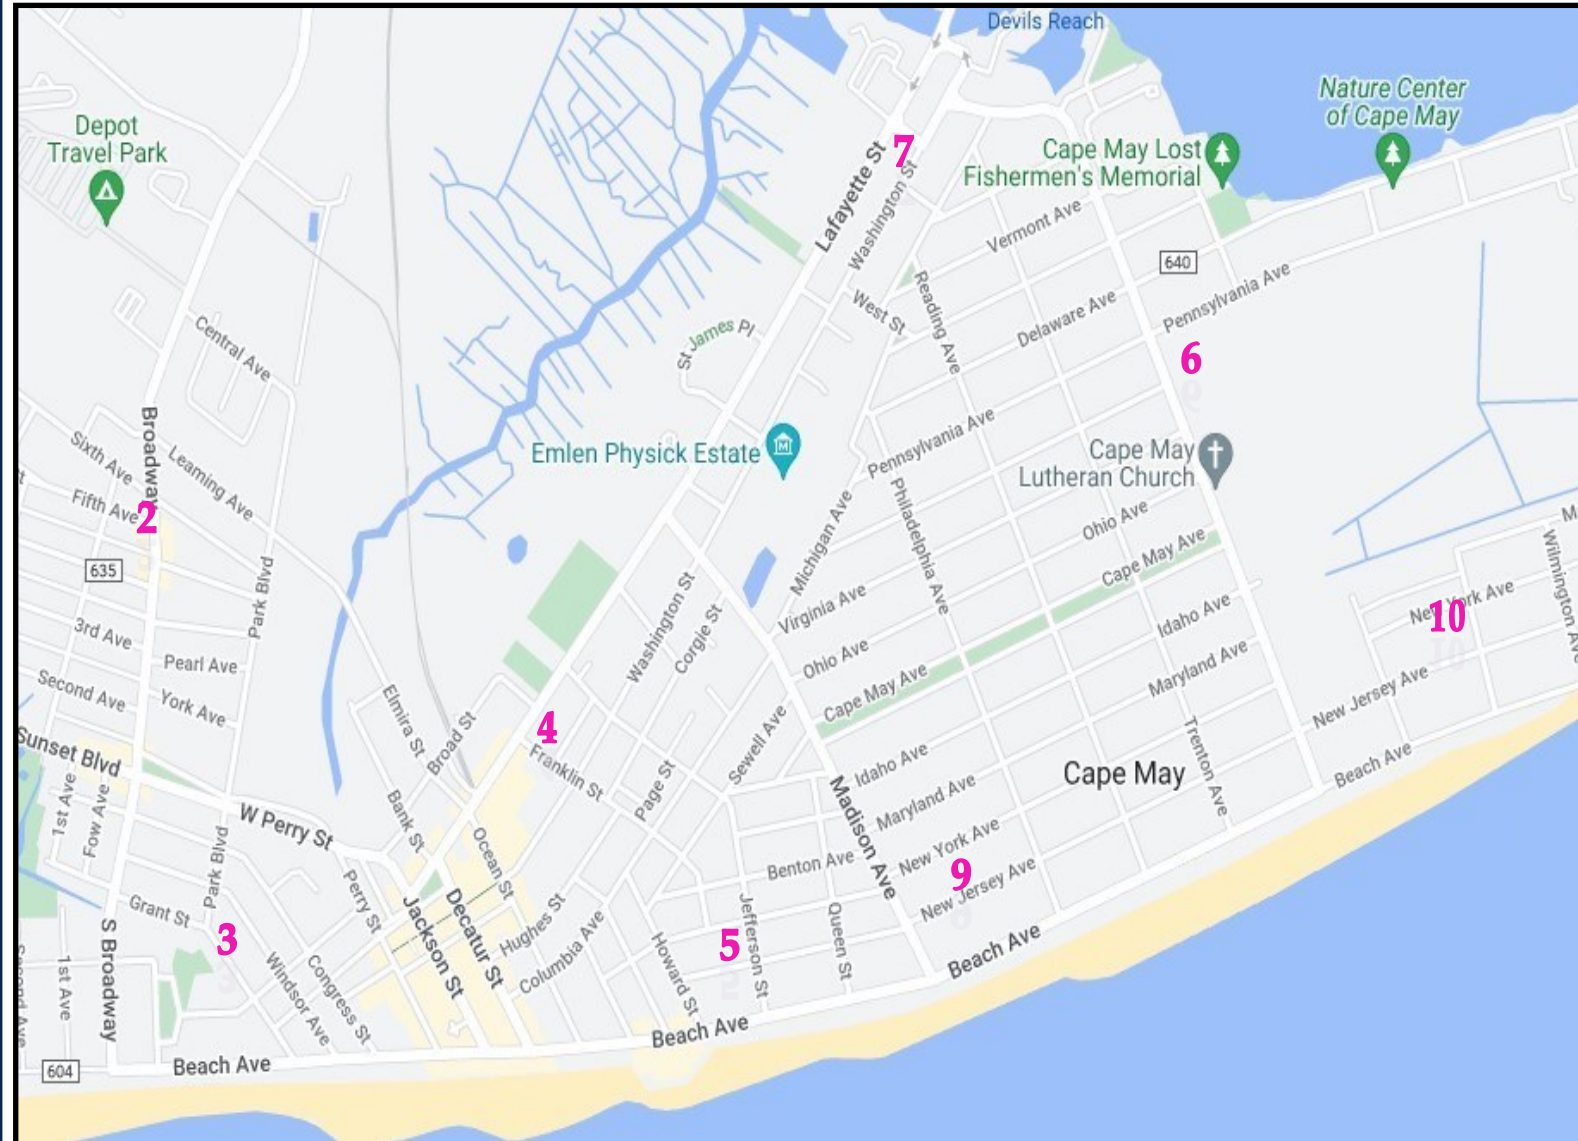 Devils Reach
Nature Center
of Cape May
Depot
Travel Park
7
Cape May Lost
Fishermen's Memorial
Lafayette St
Washington St
Vermont Ave
640
West St
Reading Ave
Delaware Ave
Pennsylvania Ave
Central Ave
St James Pl
6
Broadway
Sixth Ave
Leaming Ave
Fifth Ave
2
Emlen Physick Estate
Pennsylvania Ave
Cape May
Lutheran Church
Philadelphia Ave
Michigan Ave
Ohio Ave
Cape May Ave
Wilmington Ave
635
Park Blvd
3rd Ave
Pearl Ave
Second Ave
York Ave
Washington St
Corgie St
Virginia Ave
Ohio Ave
Cape May Ave
Idaho Ave
Maryland Ave
New York Ave
10
New Jersey Ave
Sunset Blvd
Elmira St
Broad St
4
Franklin St
Page St
Sewell Ave
Idaho Ave
Maryland Ave
Madison Ave
Cape May
Trenton Ave
Beach Ave
1st Ave
Fow Ave
W Perry St
Bank St
Ocean St
Benton Ave
New York Ave
9
New Jersey Ave
Park Blvd
Grant St
3
Perry St
Jackson St
Decatur St
Hughes St
Columbia Ave
Howard St
5
Jefferson St
Queen St
Beach Ave
Second Ave
1st Ave
S Broadway
Windsor Ave
Congress St
Beach Ave
604
Beach Ave